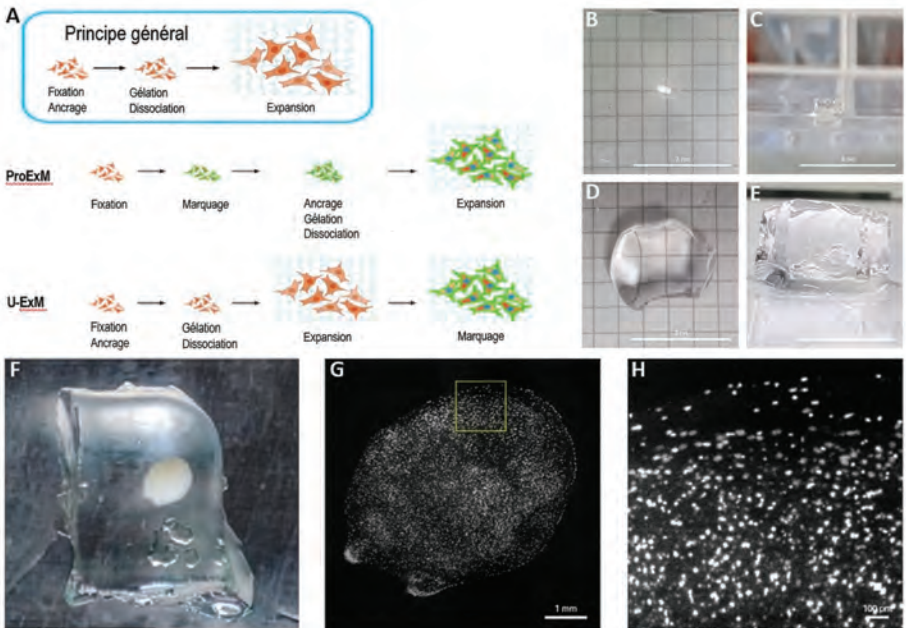 A
Principe général
Fixation
Ancrage
Gélation
Dissociation
Expansion
ProExM
Fixation
Marquage
Ancrage
Gélation
Dissociation
Expansion
U-ExM
Fixation
Ancrage
Gélation
Dissociation
Expansion
Marquage
B
C
D
E
F
G
1 mm
H
100 µm